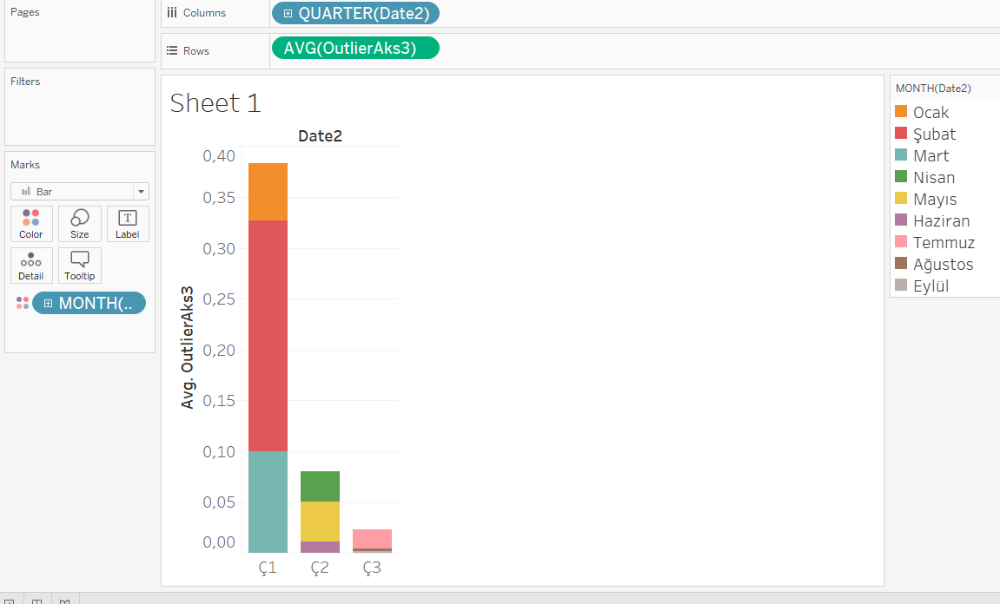 Pages
Columns
QUARTER(Date2)
Rows
AVG(OutlierAks3)
Filters
Marks
Bar
Color
Size
Label
Detail
Tooltip
MONTH(..
Sheet 1
Date2
0,40
0,35
0,30
0,25
0,20
0,15
0,10
0,05
0,00
Avg. OutlierAks3
Ç1 Ç2 Ç3
MONTH(Date2)
Ocak
Şubat
Mart
Nisan
Mayıs
Haziran
Temmuz
Ağustos
Eylül